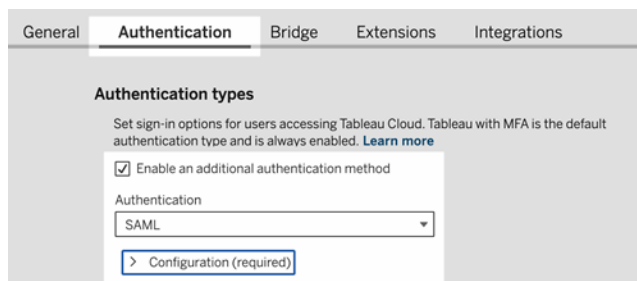 General Authentication Bridge Extensions Integrations
Authentication types
Set sign-in options for users accessing Tableau Cloud. Tableau with MFA is the default
authentication type and is always enabled. Learn more
Enable an additional authentication method
Authentication
SAML
Configuration (required)